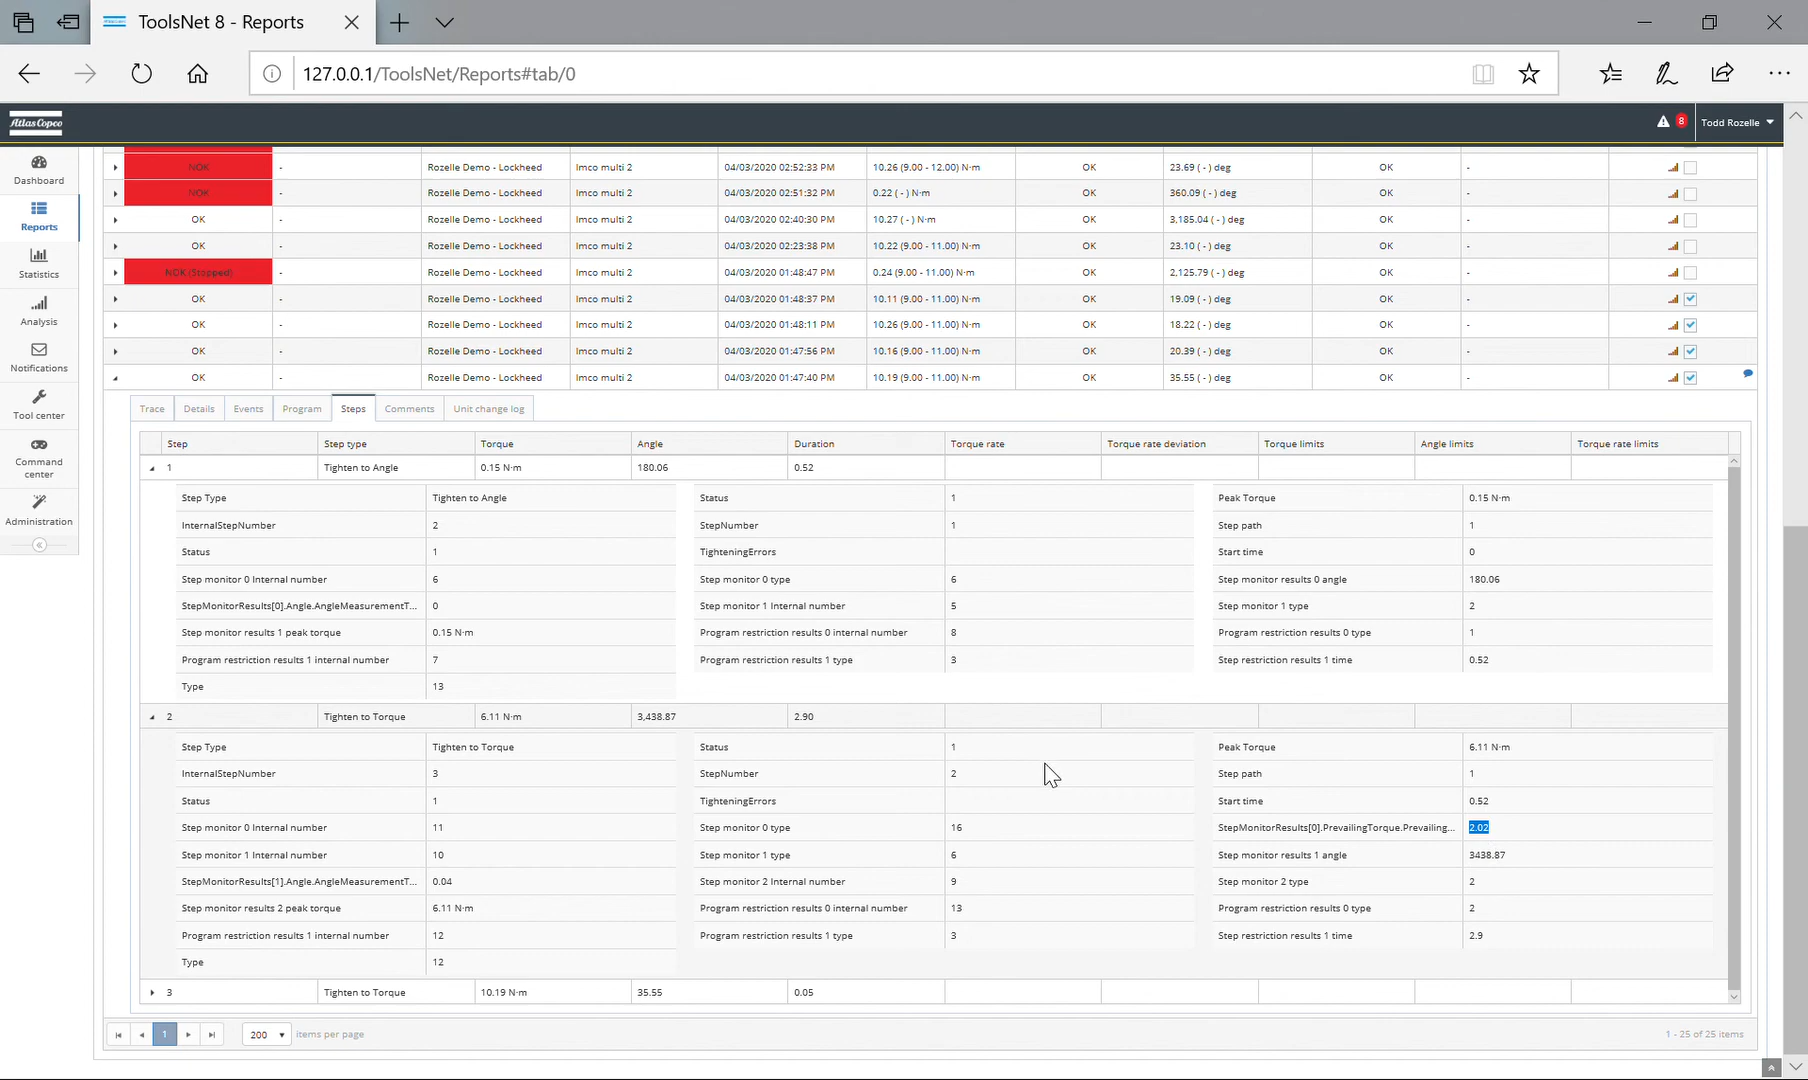 ToolsNet 8 - Reports
127.0.0.1/ToolsNet/Reports#tab/0
Atlas Copco
8
Todd Rozelle
Dashboard
Reports
Statistics
Analysis
Notifications
Tool center
Command center
Administration
NOK - Rozelle Demo - Lockheed Imco multi 2 04/03/2020 02:52:33 PM 10.26 (9.00 - 12.00) N·m OK 23.69 ( - ) deg OK -
NOK - Rozelle Demo - Lockheed Imco multi 2 04/03/2020 02:51:32 PM 0.22 ( - ) N·m OK 360.09 ( - ) deg OK -
OK - Rozelle Demo - Lockheed Imco multi 2 04/03/2020 02:40:30 PM 10.27 ( - ) N·m OK 3,185.04 ( - ) deg OK -
OK - Rozelle Demo - Lockheed Imco multi 2 04/03/2020 02:23:38 PM 10.22 (9.00 - 11.00) N·m OK 23.10 ( - ) deg OK -
NOK (Stopped) - Rozelle Demo - Lockheed Imco multi 2 04/03/2020 01:48:47 PM 0.24 (9.00 - 11.00) N·m OK 2,125.79 ( - ) deg OK -
OK - Rozelle Demo - Lockheed Imco multi 2 04/03/2020 01:48:37 PM 10.11 (9.00 - 11.00) N·m OK 19.09 ( - ) deg OK -
OK - Rozelle Demo - Lockheed Imco multi 2 04/03/2020 01:48:11 PM 10.26 (9.00 - 11.00) N·m OK 18.22 ( - ) deg OK -
OK - Rozelle Demo - Lockheed Imco multi 2 04/03/2020 01:47:56 PM 10.16 (9.00 - 11.00) N·m OK 20.39 ( - ) deg OK -
OK - Rozelle Demo - Lockheed Imco multi 2 04/03/2020 01:47:40 PM 10.19 (9.00 - 11.00) N·m OK 35.55 ( - ) deg OK -
Trace Details Events Program Steps Comments Unit change log
Step Step type Torque Angle Duration Torque rate Torque rate deviation Torque limits Angle limits Torque rate limits
1 Tighten to Angle 0.15 N·m 180.06 0.52
Step Type Tighten to Angle Status 1 Peak Torque 0.15 N·m
InternalStepNumber 2 StepNumber 1 Step path 1
Status 1 TighteningErrors Start time 0
Step monitor 0 Internal number 6 Step monitor 0 type 6 Step monitor results 0 angle 180.06
StepMonitorResults[0].Angle.AngleMeasurementT... 0 Step monitor 1 Internal number 5 Step monitor 1 type 2
Step monitor results 1 peak torque 0.15 N·m Program restriction results 0 internal number 8 Program restriction results 0 type 1
Program restriction results 1 internal number 7 Program restriction results 1 type 3 Step restriction results 1 time 0.52
Type 13
2 Tighten to Torque 6.11 N·m 3,438.87 2.90
Step Type Tighten to Torque Status 1 Peak Torque 6.11 N·m
InternalStepNumber 3 StepNumber 2 Step path 1
Status 1 TighteningErrors Start time 0.52
Step monitor 0 Internal number 11 Step monitor 0 type 16 StepMonitorResults[0].PrevailingTorque.Prevailing... 2.02
Step monitor 1 Internal number 10 Step monitor 1 type 6 Step monitor results 1 angle 3438.87
StepMonitorResults[1].Angle.AngleMeasurementT... 0.04 Step monitor 2 Internal number 9 Step monitor 2 type 2
Step monitor results 2 peak torque 6.11 N·m Program restriction results 0 internal number 13 Program restriction results 0 type 2
Program restriction results 1 internal number 12 Program restriction results 1 type 3 Step restriction results 1 time 2.9
Type 12
3 Tighten to Torque 10.19 N·m 35.55 0.05
1 200 items per page 1 - 25 of 25 items